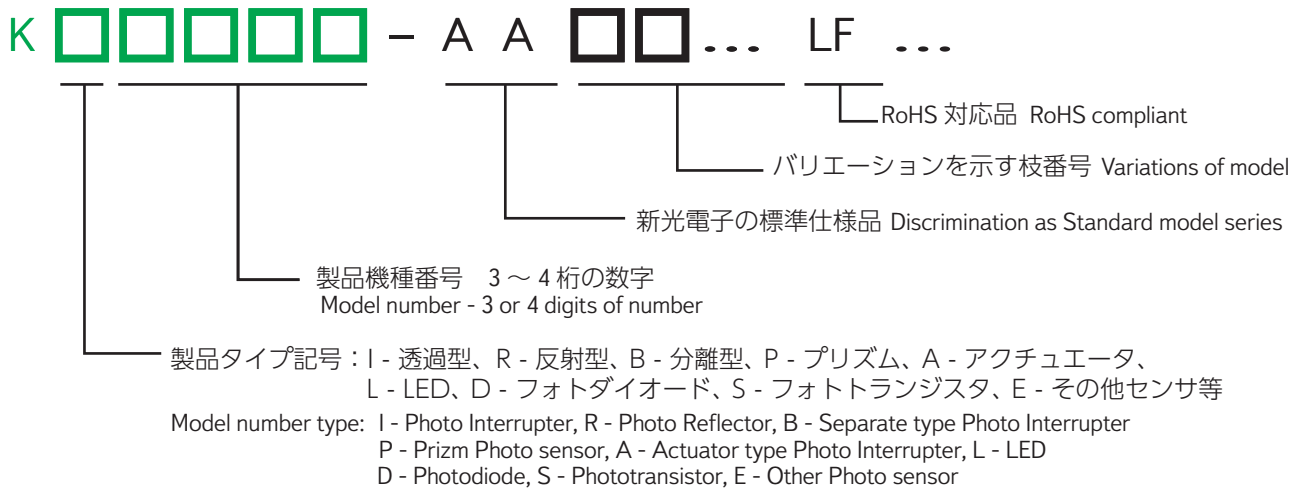 K □□□□□ - A A □□... LF ...
RoHS 対応品 RoHS compliant
バリエーションを示す枝番号 Variations of model
新光電子の標準仕様品 Discrimination as Standard model series
製品機種番号　3 ～ 4 桁の数字
Model number - 3 or 4 digits of number
製品タイプ記号：I - 透過型、R - 反射型、B - 分離型、P - プリズム、A - アクチュエータ、
L - LED、D - フォトダイオード、S - フォトトランジスタ、E - その他センサ等
Model number type: I - Photo Interrupter, R - Photo Reflector, B - Separate type Photo Interrupter
P - Prizm Photo sensor, A - Actuator type Photo Interrupter, L - LED
D - Photodiode, S - Phototransistor, E - Other Photo sensor